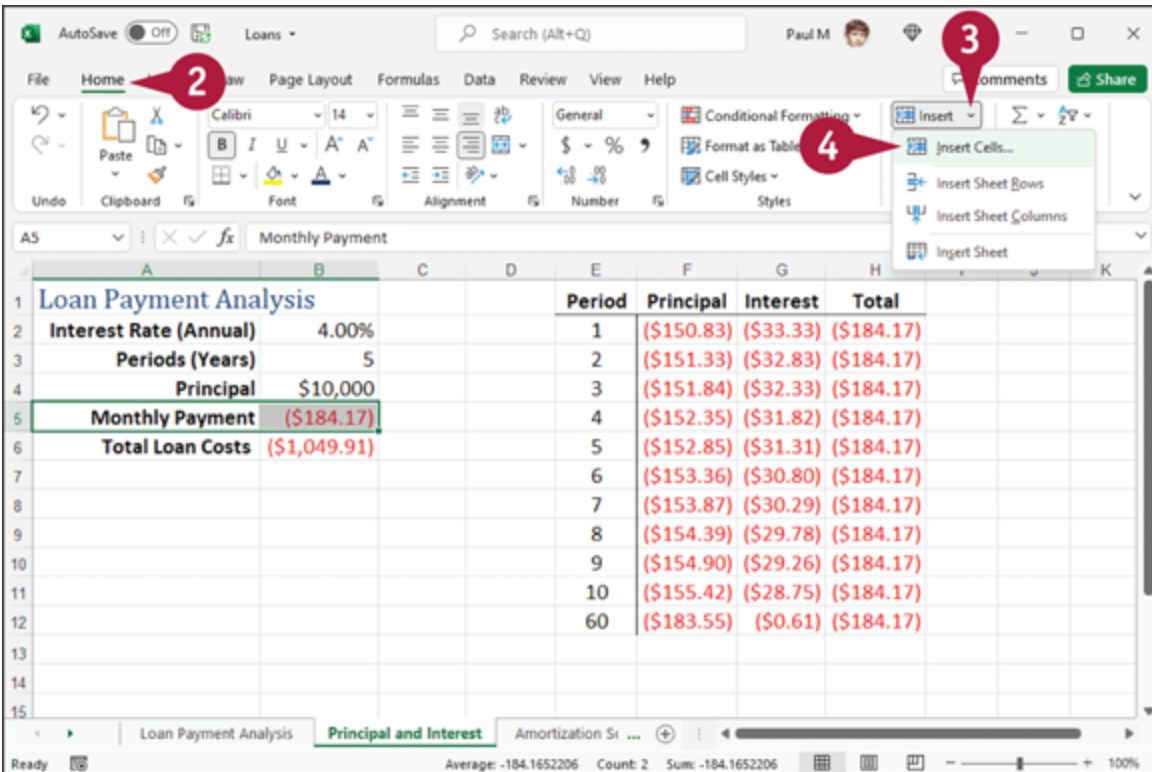 AutoSave Off Loans Search (Alt+Q) Paul M
3
File Home aw Page Layout Formulas Data Review View Help omments Share
2
Calibri 14 General Conditional Formatting Insert
Paste B I U A A $ % Format as Table Insert Cells...
4
A Cell Styles Insert Sheet Rows
Undo Clipboard Font Alignment Number Styles Insert Sheet Columns
A5 fx Monthly Payment Insert Sheet
A B C D E F G H K
1 Loan Payment Analysis Period Principal Interest Total
2 Interest Rate (Annual) 4.00% 1 ($150.83) ($33.33) ($184.17)
3 Periods (Years) 5 2 ($151.33) ($32.83) ($184.17)
4 Principal $10,000 3 ($151.84) ($32.33) ($184.17)
5 Monthly Payment ($184.17) 4 ($152.35) ($31.82) ($184.17)
6 Total Loan Costs ($1,049.91) 5 ($152.85) ($31.31) ($184.17)
7 6 ($153.36) ($30.80) ($184.17)
8 7 ($153.87) ($30.29) ($184.17)
9 8 ($154.39) ($29.78) ($184.17)
10 9 ($154.90) ($29.26) ($184.17)
11 10 ($155.42) ($28.75) ($184.17)
12 60 ($183.55) ($0.61) ($184.17)
13
14
15
Loan Payment Analysis Principal and Interest Amortization Sc ...
Ready Average: -184.1652206 Count: 2 Sum: -184.1652206 100%